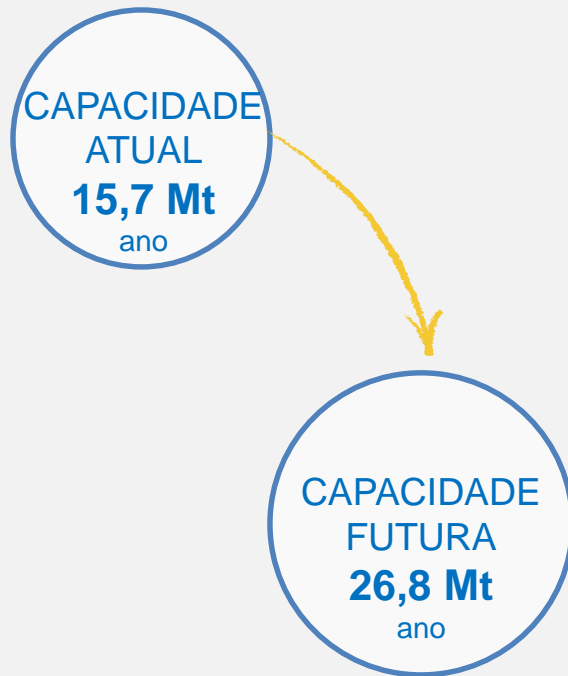 CAPACIDADE
ATUAL
15,7 Mt
ano
CAPACIDADE
FUTURA
26,8 Mt
ano